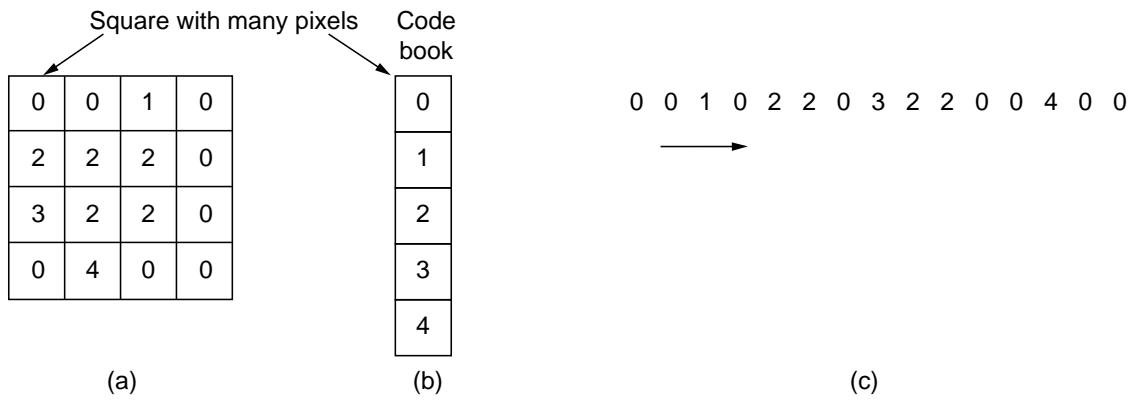 Square with many pixels
Code
book
0 0 1 0
2 2 2 0
3 2 2 0
0 4 0 0
0
1
2
3
4
0 0 1 0 2 2 0 3 2 2 0 0 4 0 0
(a)
(b)
(c)